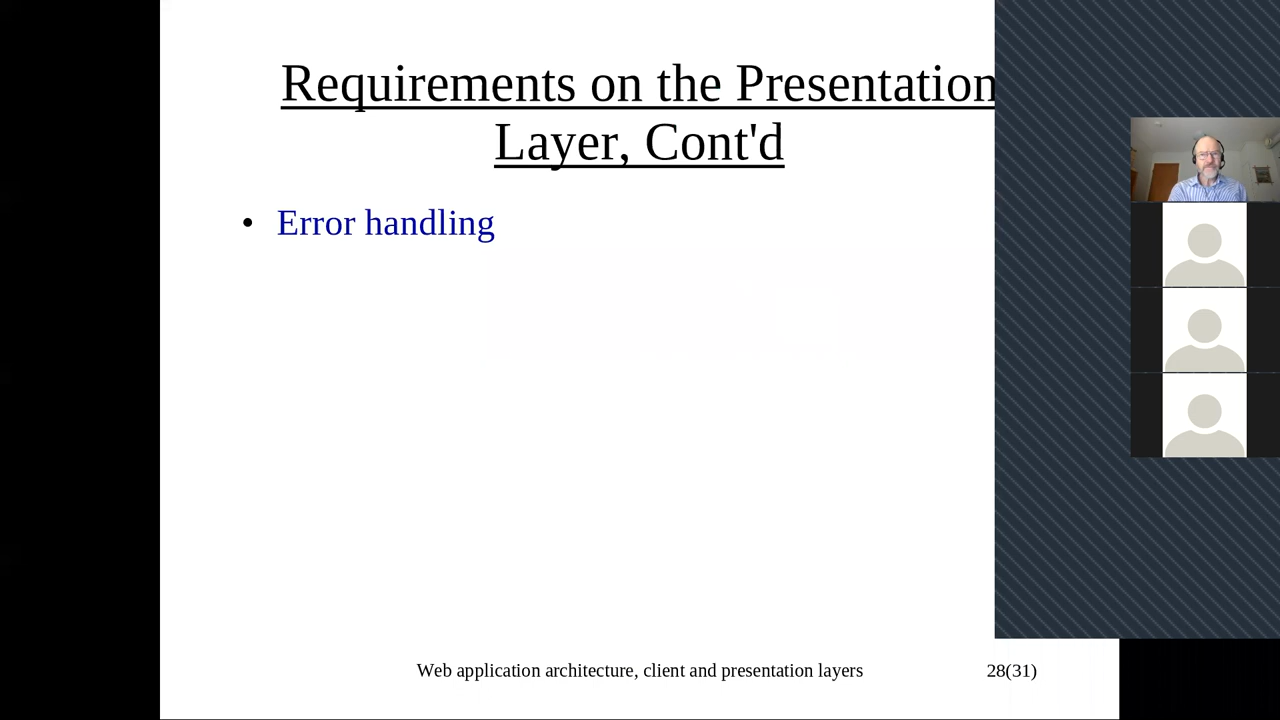 Requirements on the Presentation
Layer, Cont'd
• Error handling
Web application architecture, client and presentation layers
28(31)